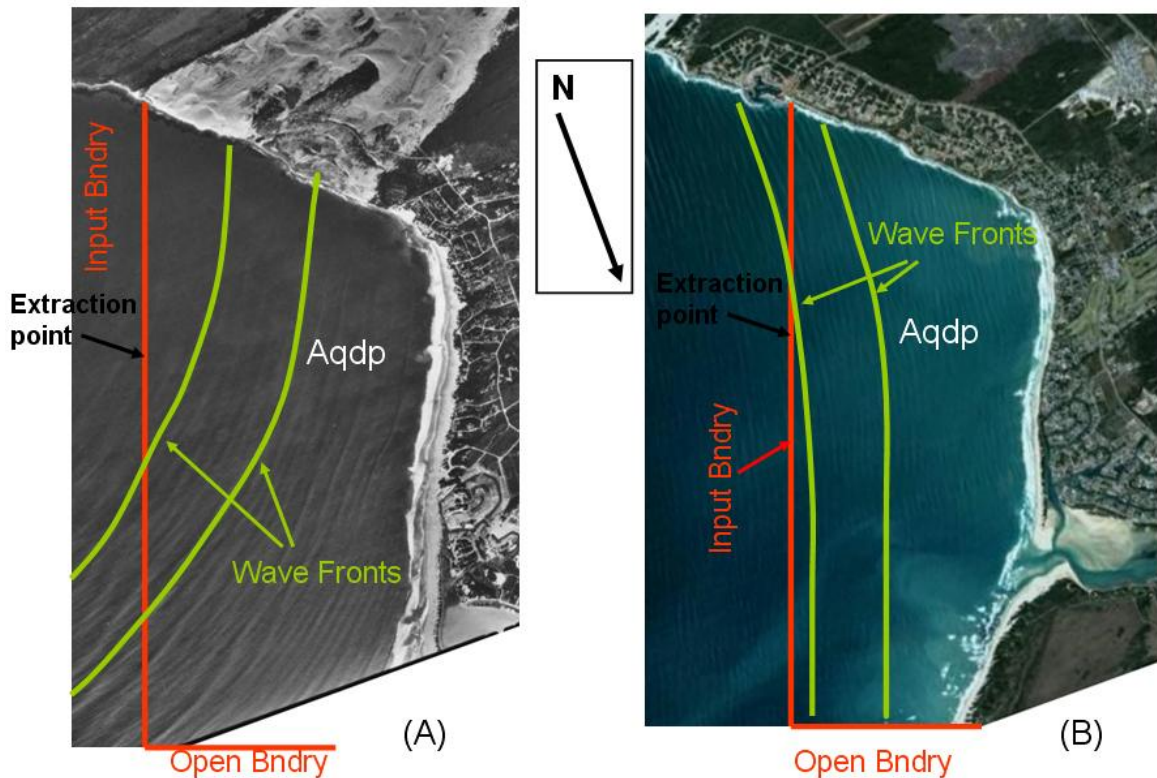 Input Bndry
Extraction
point
Aqdp
Wave Fronts
(A)
Open Bndry
N
Wave Fronts
Extraction
point
Aqdp
Input Bndry
(B)
Open Bndry